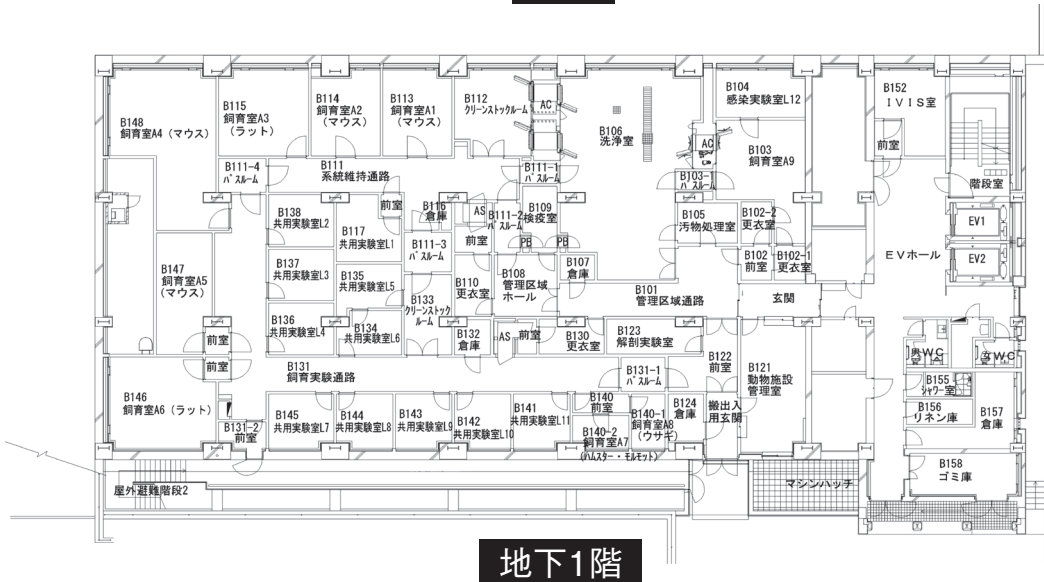 B148
飼育室A4（マウス）
B115
飼育室A3
（ラット）
B114
飼育室A2
（マウス）
B113
飼育室A1
（マウス）
B112
クリーンストックルーム
AC
B106
洗浄室
AC
B104
感染実験室L12
B103
飼育室A9
B152
IVIS室
前室
階段室
B111-4
パスルーム
B111
系統維持通路
B111-1
パスルーム
B103-1
パスルーム
前室
B116
倉庫
AS
B111-2
パスルーム
B109
検疫室
B105
汚物処理室
B102-2
更衣室
EV1
B138
共用実験室L2
B117
共用実験室L1
B111-3
パスルーム
前室
PB
PB
EVホール
EV2
B147
飼育室A5
（マウス）
B137
共用実験室L3
B135
共用実験室L5
B110
更衣室
B108
管理区域
ホール
B107
倉庫
B102
前室
B102-1
更衣室
B133
クリーンストック
ルーム
B101
管理区域通路
玄関
B136
共用実験室L4
B134
共用実験室L6
B132
倉庫
AS
前室
B130
更衣室
B123
解剖実験室
前室
前室
B131
飼育実験通路
B131-1
パスルーム
B122
前室
B121
動物施設
管理室
男WC
女WC
B155
シャワー室
B146
飼育室A6（ラット）
B131-2
前室
B145
共用実験室L7
B144
共用実験室L8
B143
共用実験室L9
B142
共用実験室L10
B141
共用実験室L11
B140
前室
B140-2
飼育室A7
（ハムスター・モルモット）
B140-1
飼育室A8
（ウサギ）
B124
倉庫
搬出入
用玄関
B156
リネン庫
B157
倉庫
B158
ゴミ庫
屋外避難階段2
マシンハッチ
地下1階